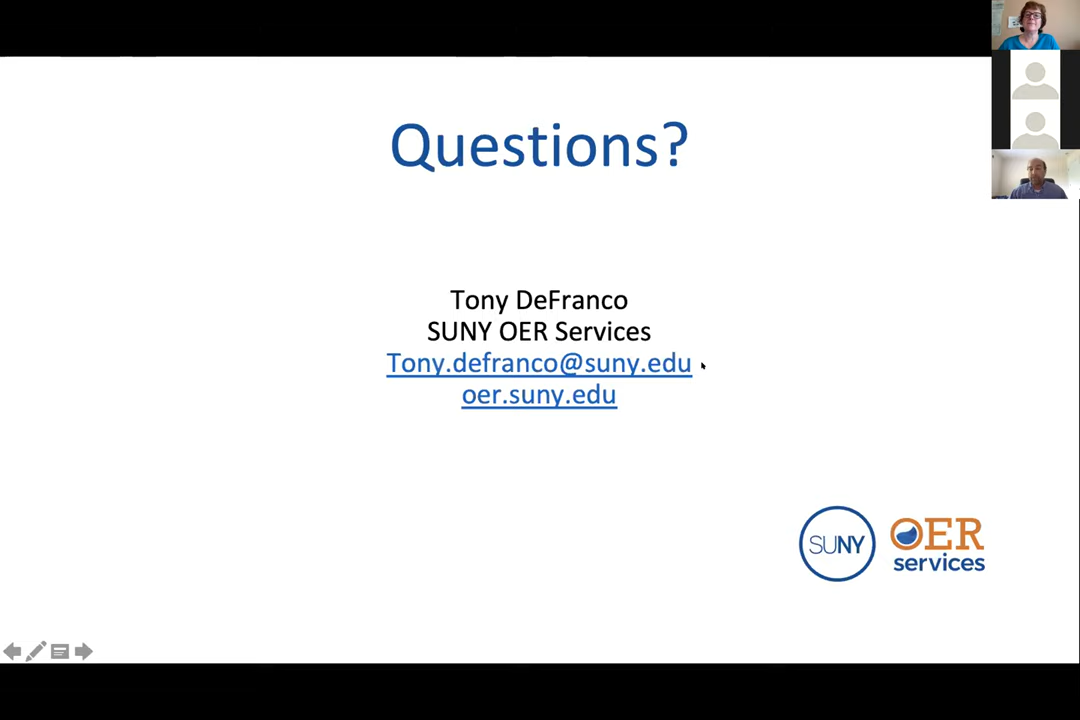 Questions?
Tony DeFranco
SUNY OER Services
Tony.defranco@suny.edu
oer.suny.edu
SUNY
OER
services